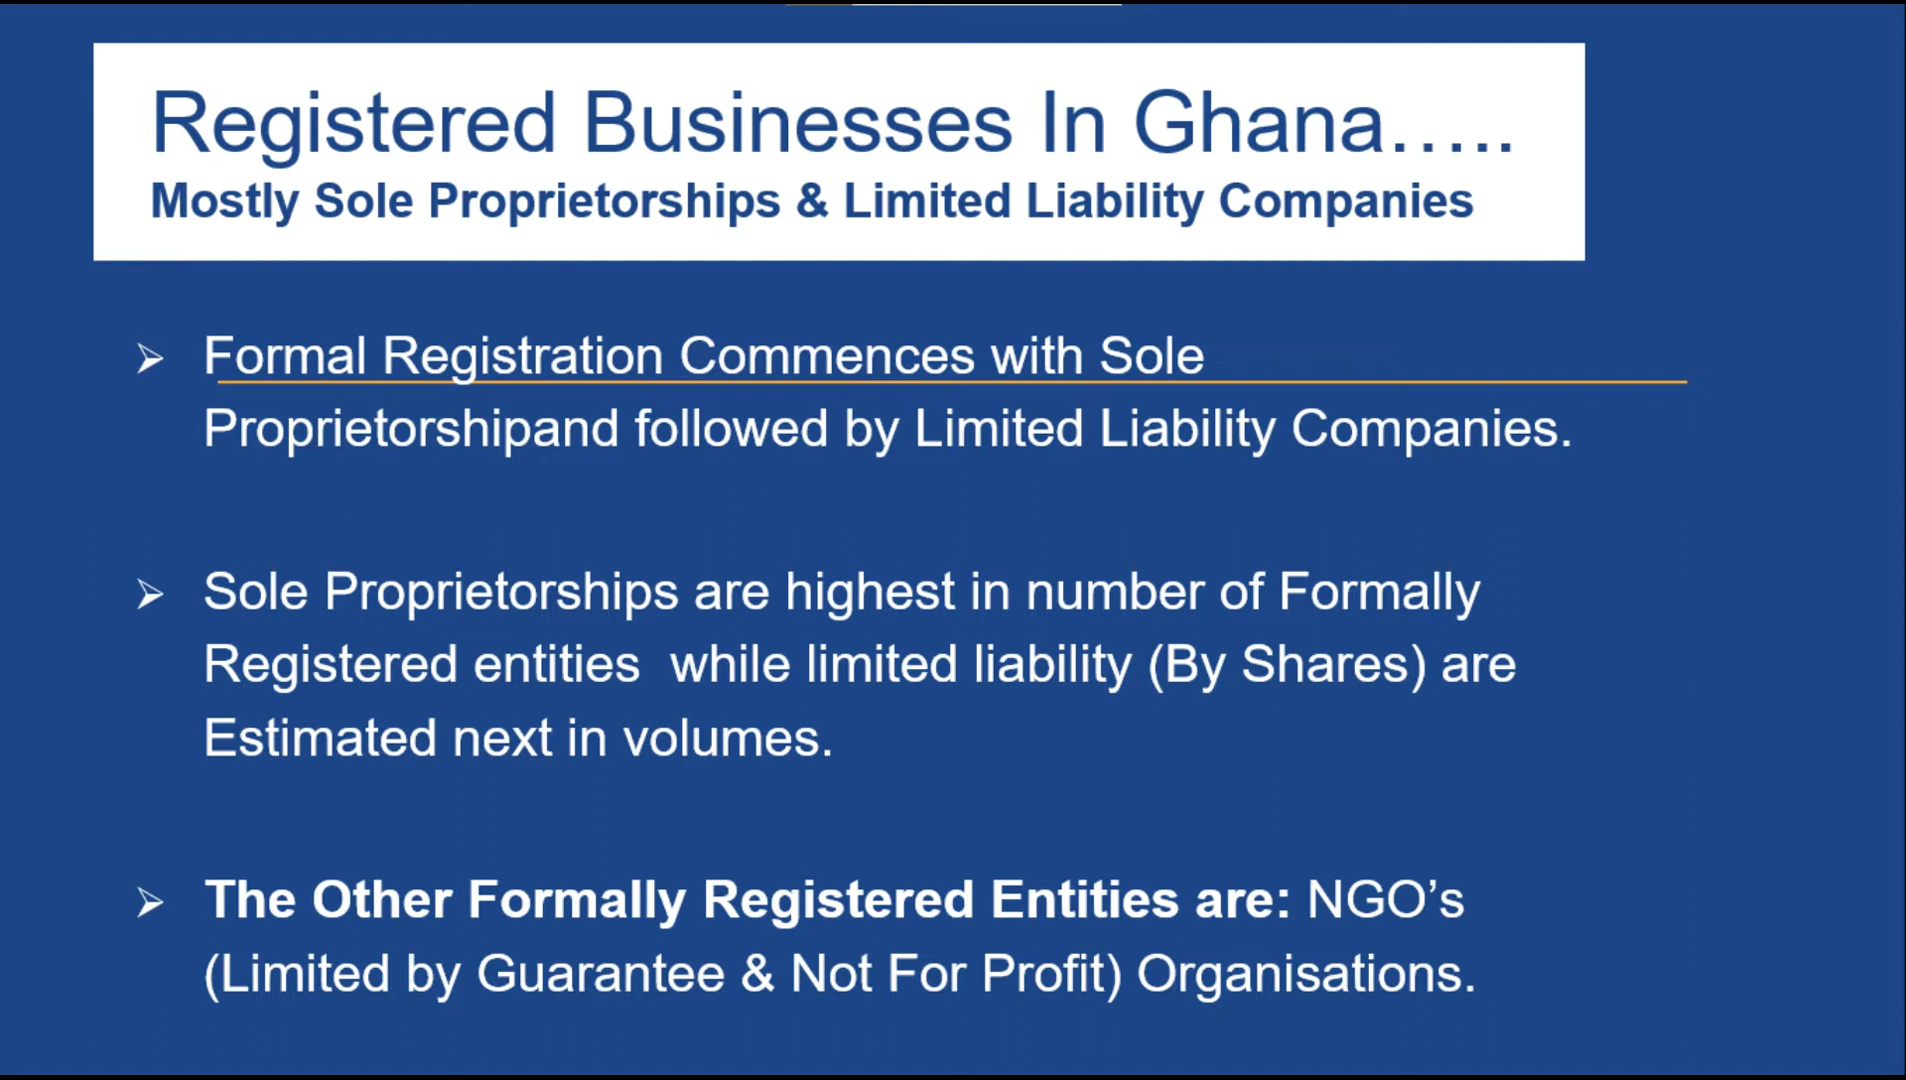 Registered Businesses In Ghana…..
Mostly Sole Proprietorships & Limited Liability Companies
➢ Formal Registration Commences with Sole
Proprietorshipand followed by Limited Liability Companies.
➢ Sole Proprietorships are highest in number of Formally
Registered entities  while limited liability (By Shares) are
Estimated next in volumes.
➢ The Other Formally Registered Entities are: NGO’s
(Limited by Guarantee & Not For Profit) Organisations.